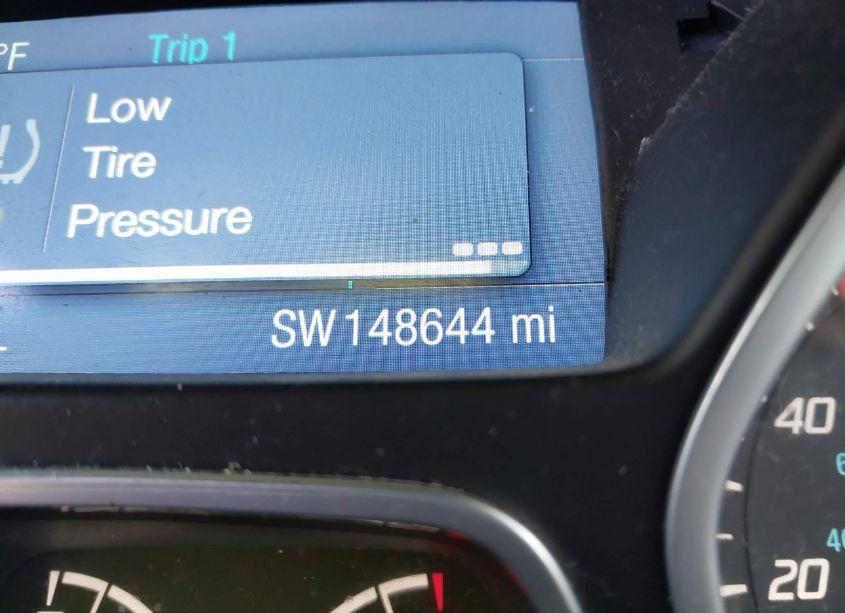 °F Trip 1
Low
Tire
Pressure
SW 148644 mi
40
20